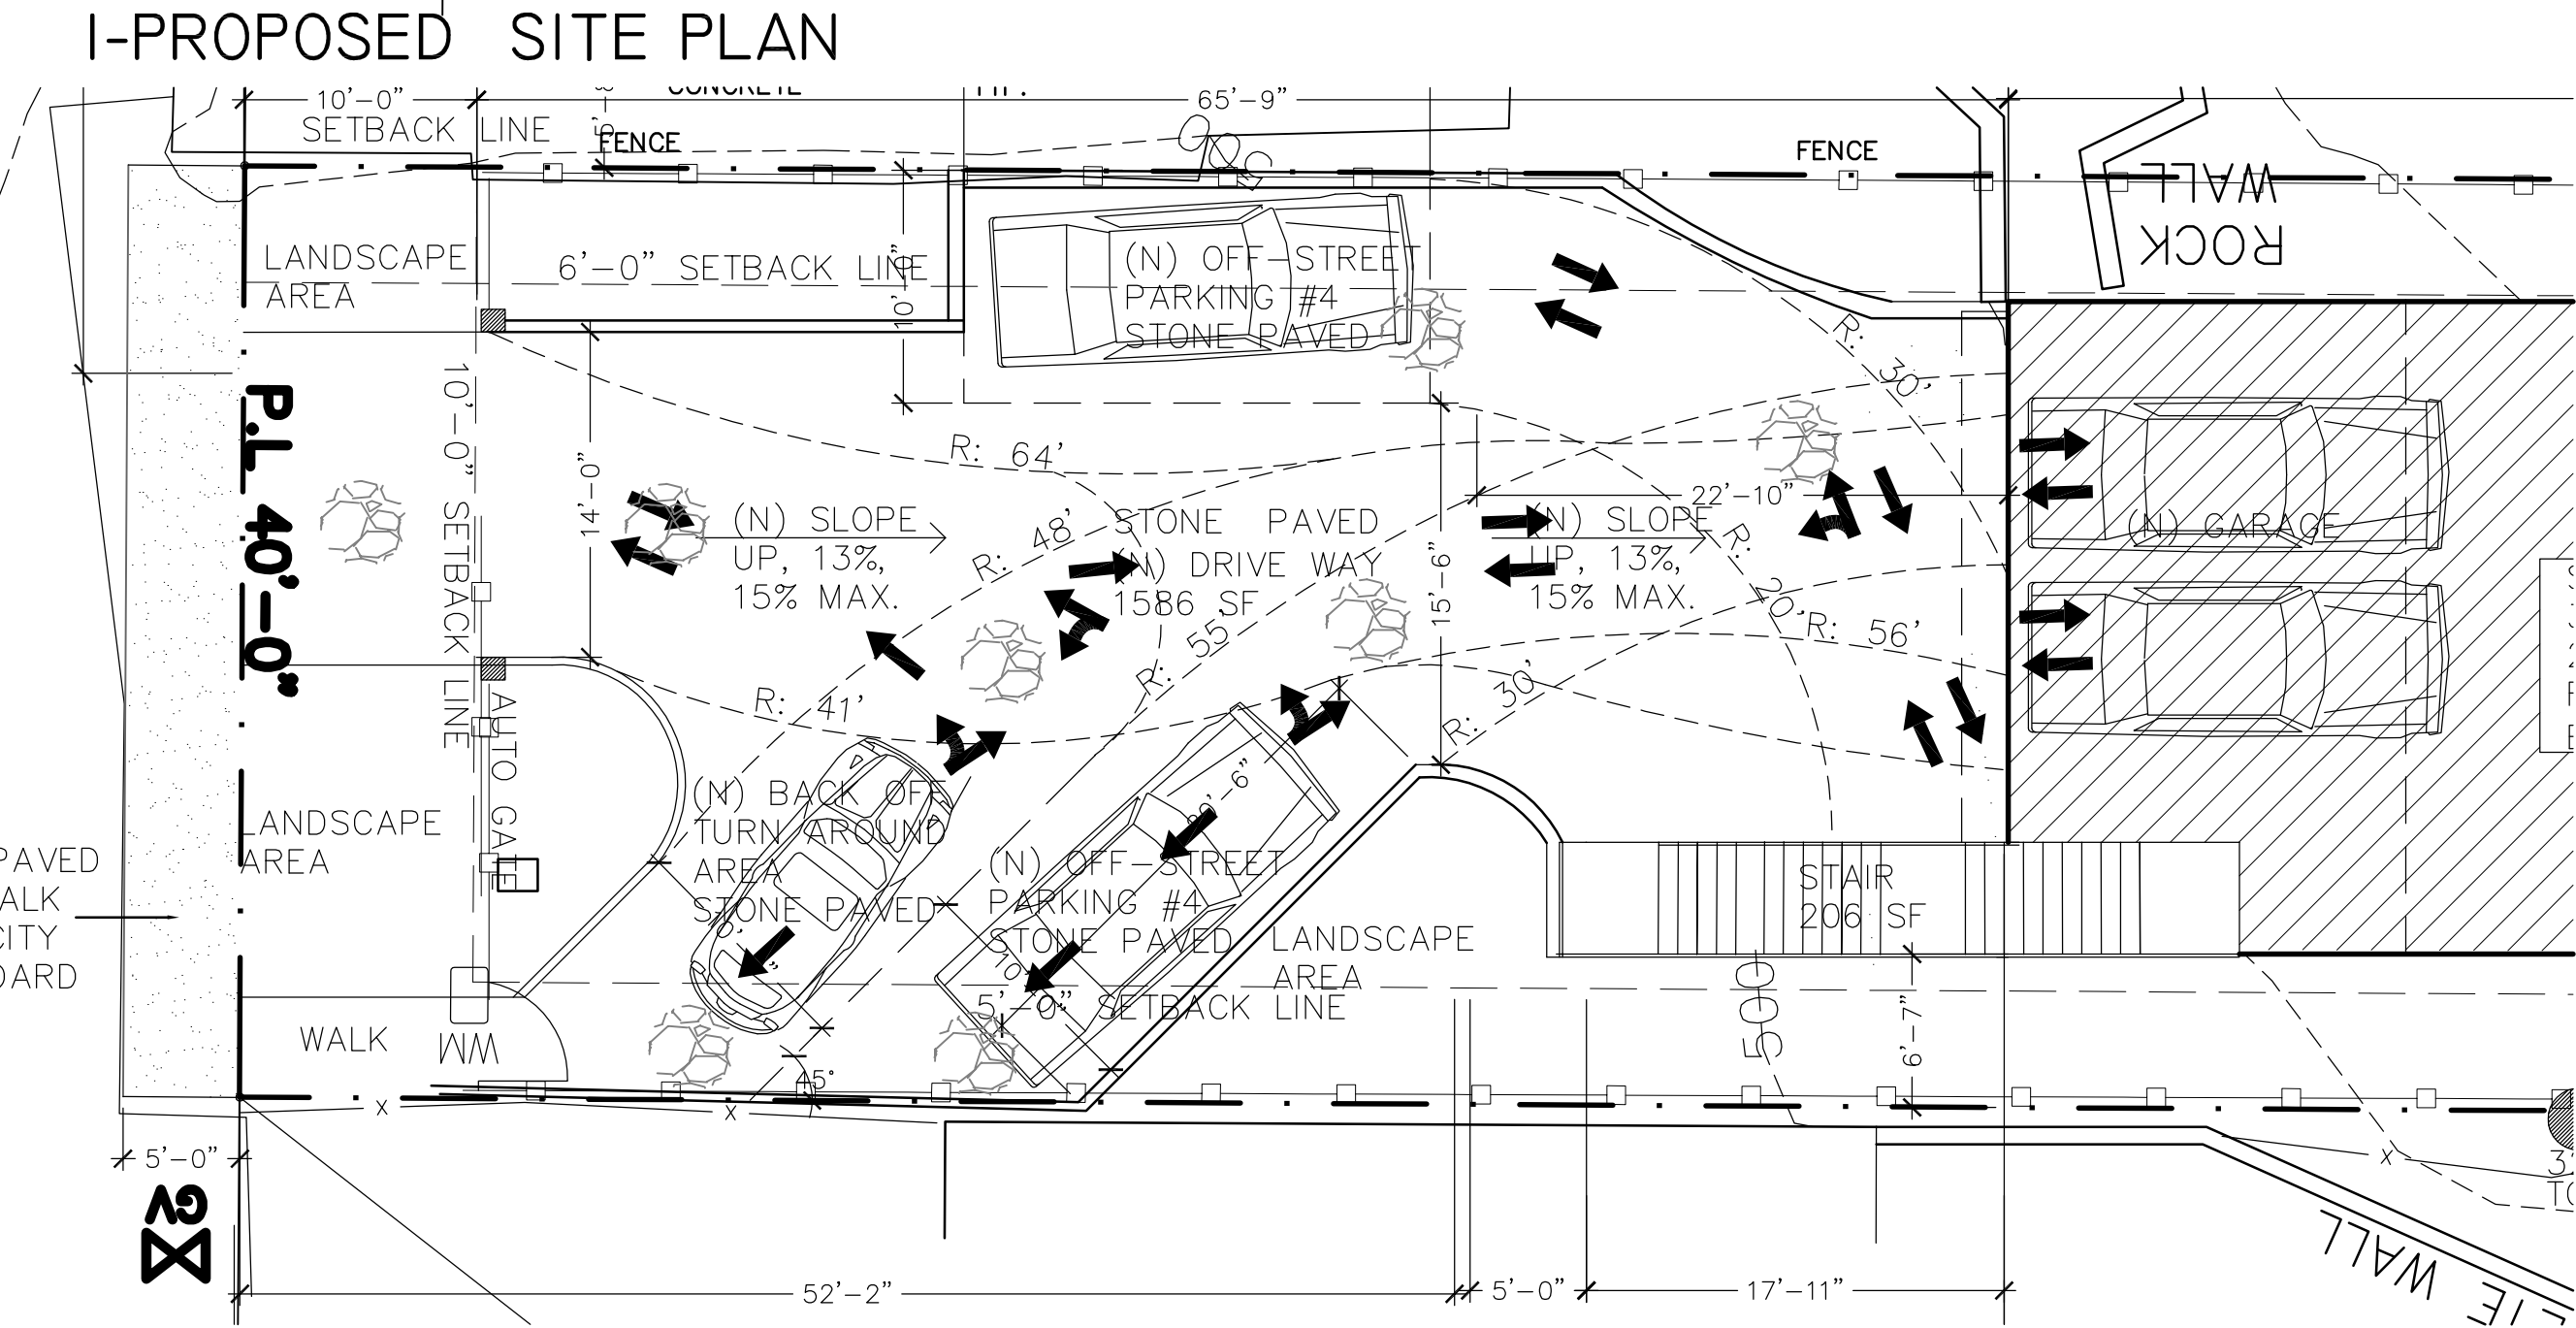 I-PROPOSED SITE PLAN
10'-0"
CONCRETE
65'-9"
SETBACK LINE
FENCE
FENCE
ROCK
WALL
LANDSCAPE
AREA
6'-0" SETBACK LINE
(N) OFF-STREET
PARKING #4
STONE PAVED
R: 30'
P.L 40'-0"
10'-0" SETBACK LINE
14'-0"
R: 64'
R: 48'
(N) SLOPE
UP, 13%,
15% MAX.
STONE PAVED
(N) DRIVE WAY
1586 SF
22'-10"
(N) SLOPE
UP, 13%,
15% MAX.
R: 20'
(N) GARAGE
15'-6"
R: 55'
R: 56'
R: 30'
R: 41'
AUTO GATE
LANDSCAPE
AREA
(N) BACK OFF
TURN AROUND
AREA
STONE PAVED
(N) OFF-STREET
PARKING #4
STONE PAVED
LANDSCAPE
AREA
STAIR
206 SF
PAVED
CITY
5'-0" SETBACK LINE
500
6'-7"
WALK
WM
45°
x
x
x
5'-0"
52'-2"
5'-0"
17'-11"
WALL